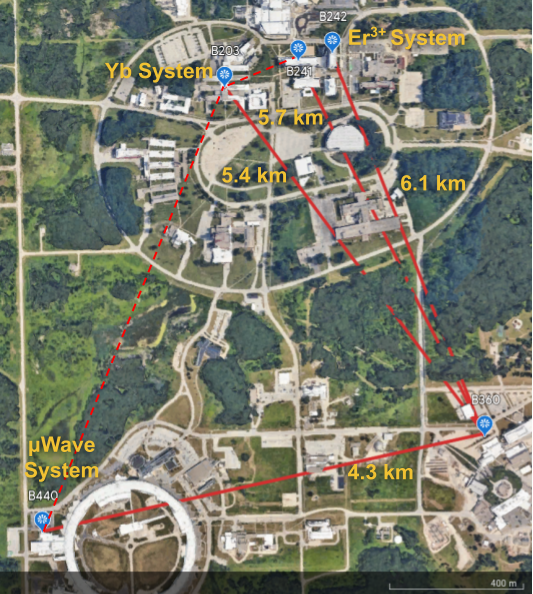 B242
Er³⁺ System
B203
B241
Yb System
5.7 km
5.4 km
6.1 km
B360
µWave
System
4.3 km
B440
400 m